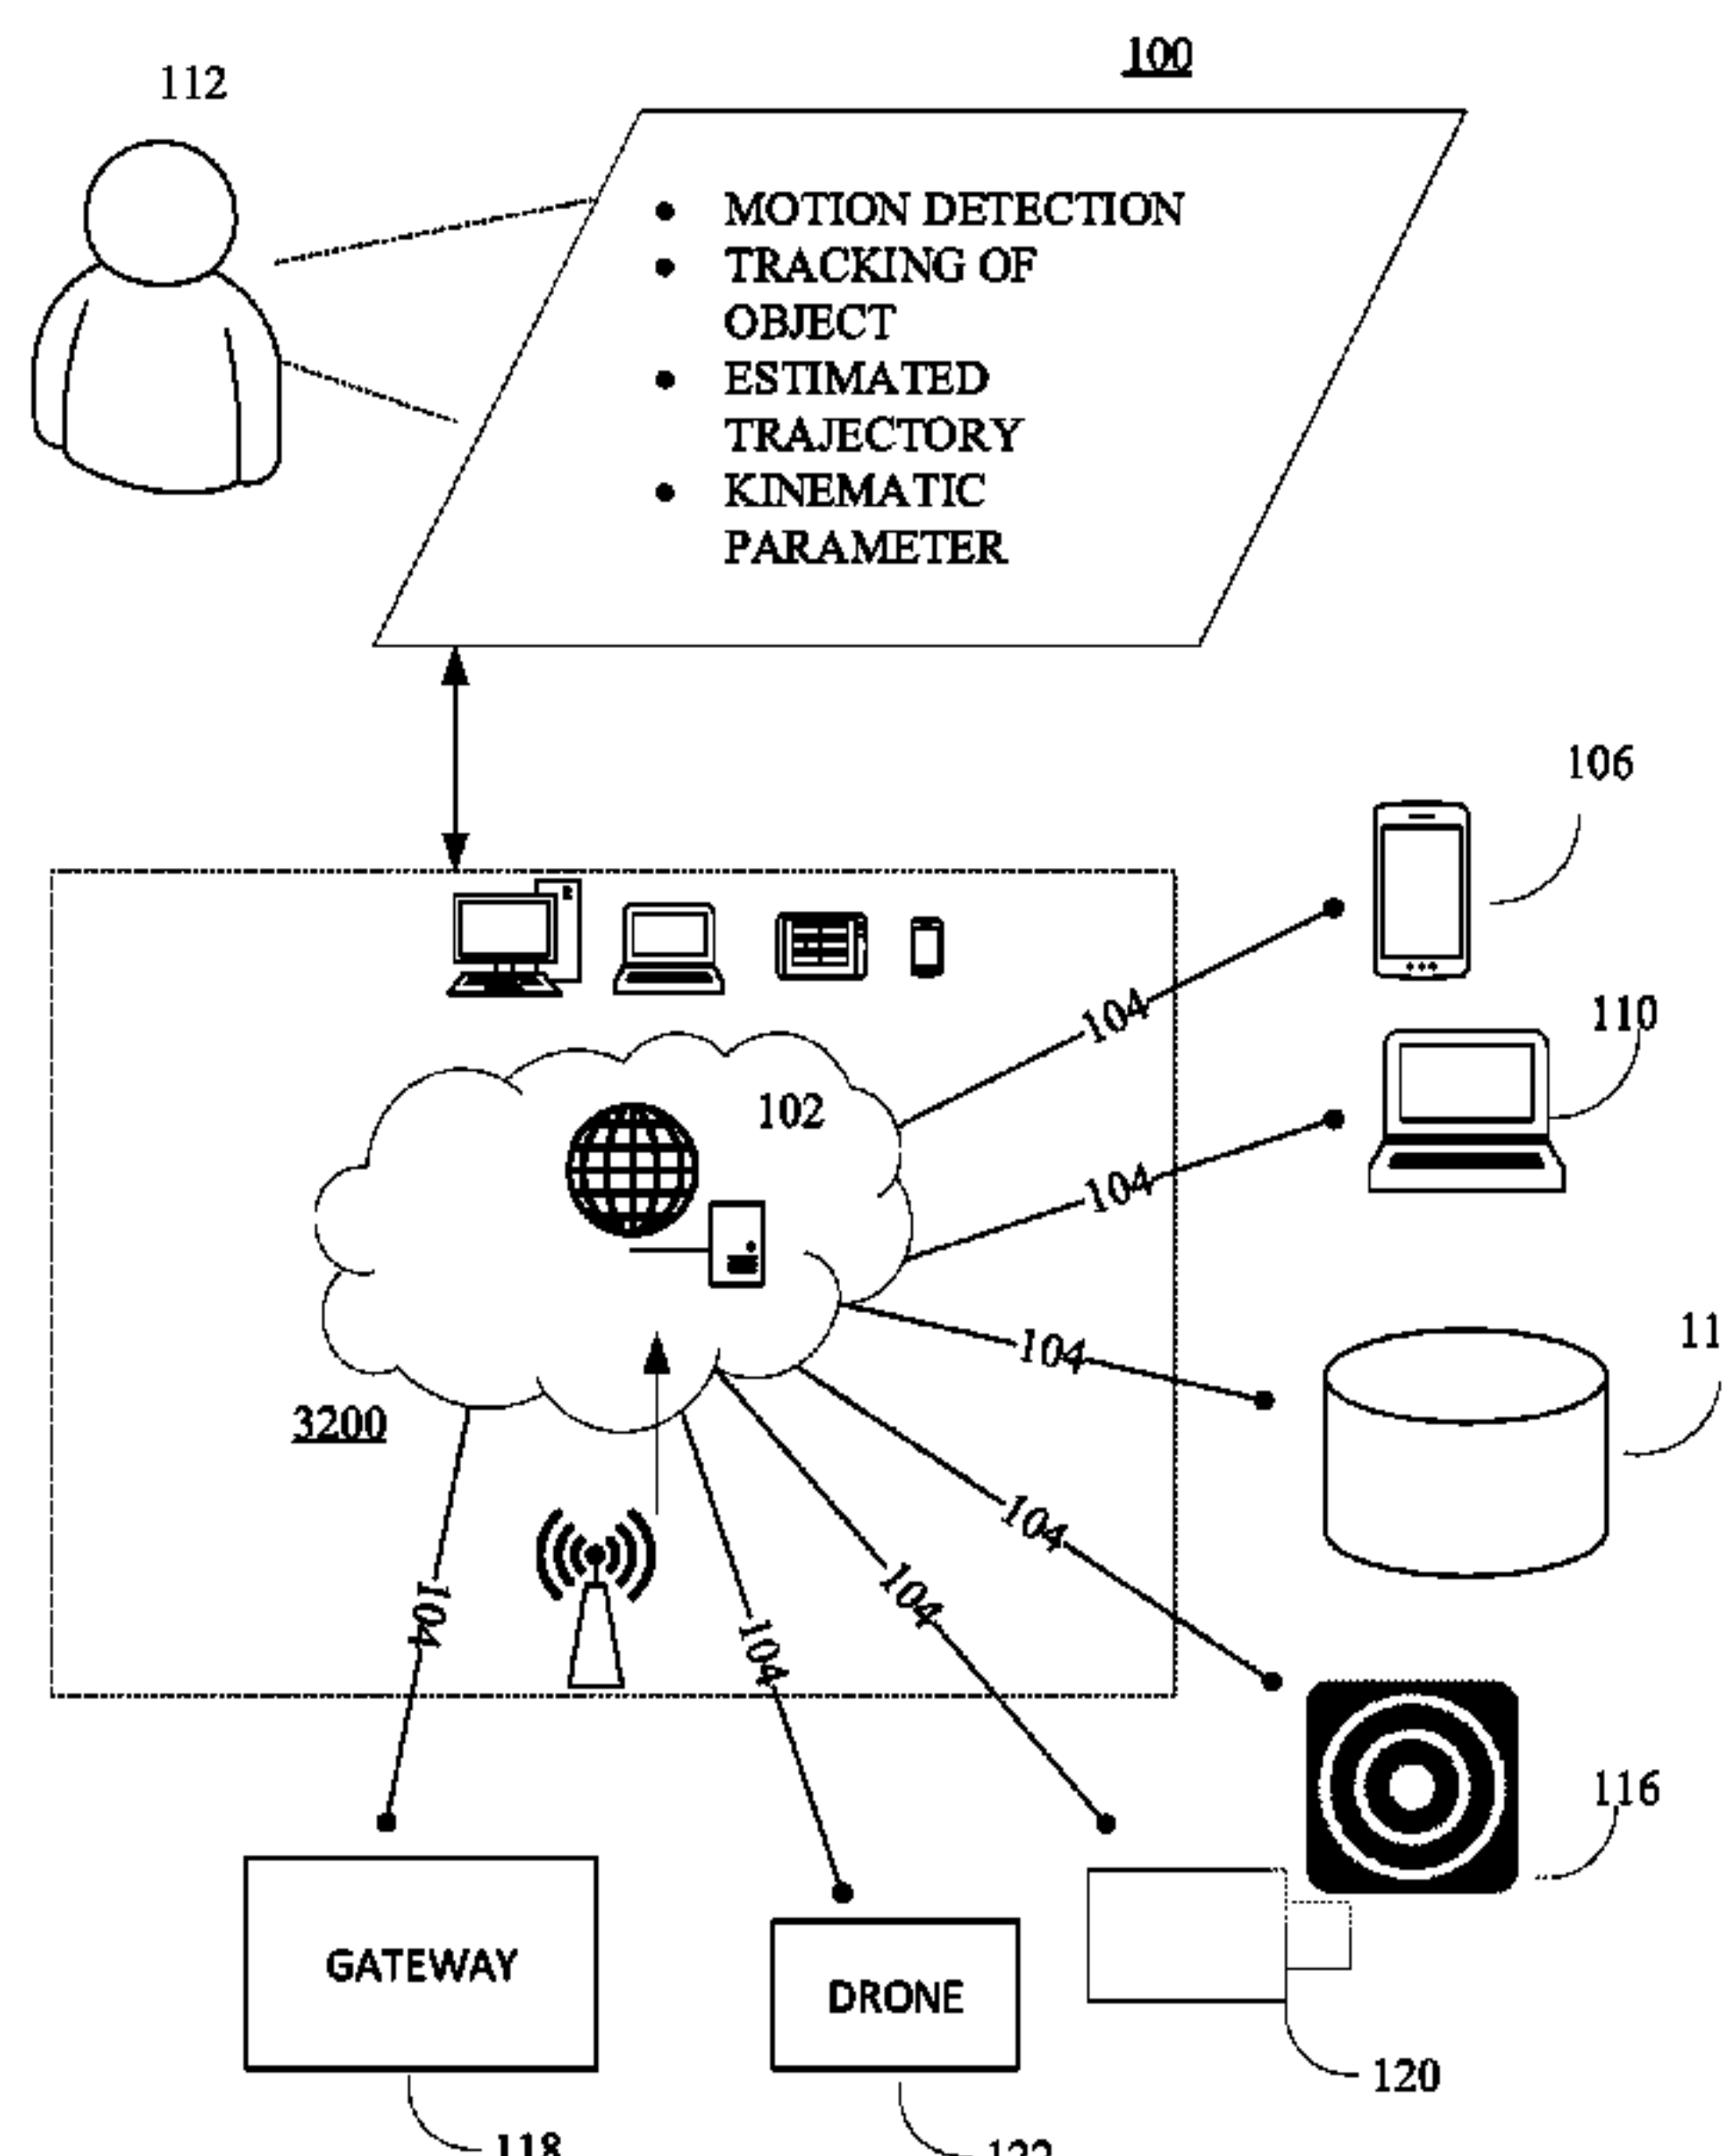 100
112
● MOTION DETECTION
● TRACKING OF
OBJECT
● ESTIMATED
TRAJECTORY
● KINEMATIC
PARAMETER
106
104
110
102
104
104
3200
104
104
104
104
116
GATEWAY
DRONE
120
118